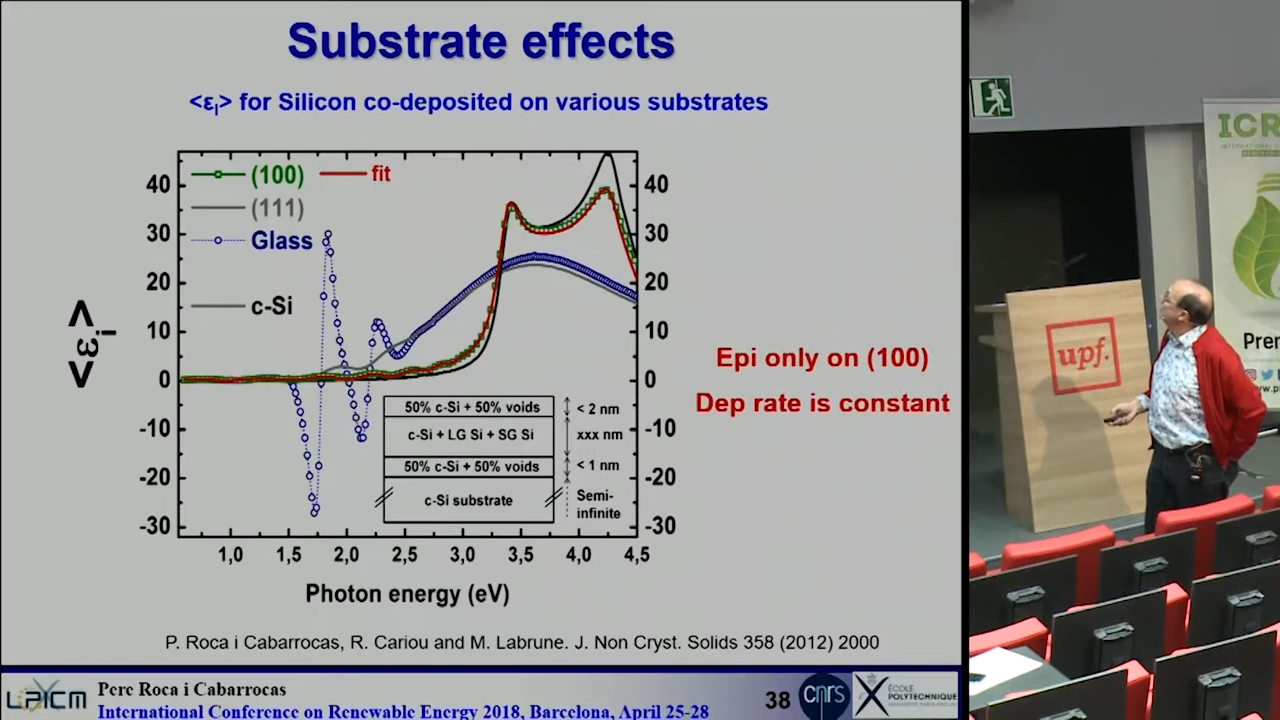 Substrate effects
<εI> for Silicon co-deposited on various substrates
(100) fit
(111)
Glass
c-Si
<εi>
40
30
20
10
0
-10
-20
-30
40
30
20
10
0
-10
-20
-30
1,0 1,5 2,0 2,5 3,0 3,5 4,0 4,5
Photon energy (eV)
50% c-Si + 50% voids < 2 nm
c-Si + LG Si + SG Si xxx nm
50% c-Si + 50% voids < 1 nm
c-Si substrate Semi-
infinite
Epi only on (100)
Dep rate is constant
P. Roca i Cabarrocas, R. Cariou and M. Labrune. J. Non Cryst. Solids 358 (2012) 2000
LPICM
Pere Roca i Cabarrocas
International Conference on Renewable Energy 2018, Barcelona, April 25-28
38
cnrs
ÉCOLE
POLYTECHNIQUE
upf.
ICR
Prem